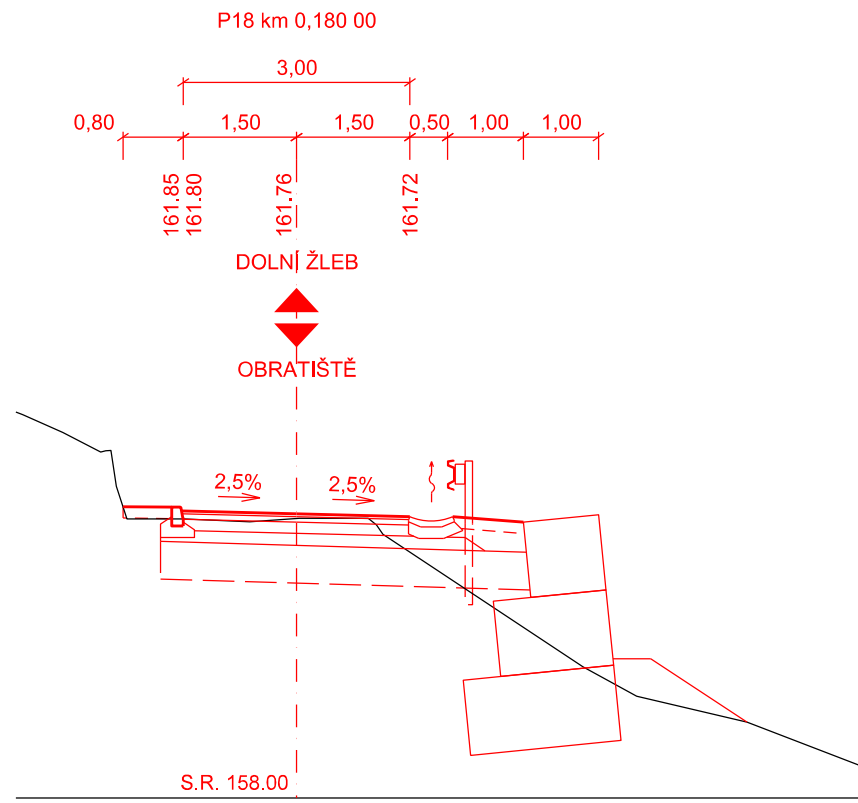 P18 km 0,180 00
3,00
0,80 1,50 1,50 0,50 1,00 1,00
161.85 161.80 161.76 161.72
DOLNÍ ŽLEB
OBRATIŠTĚ
2,5% 2,5%
S.R. 158.00